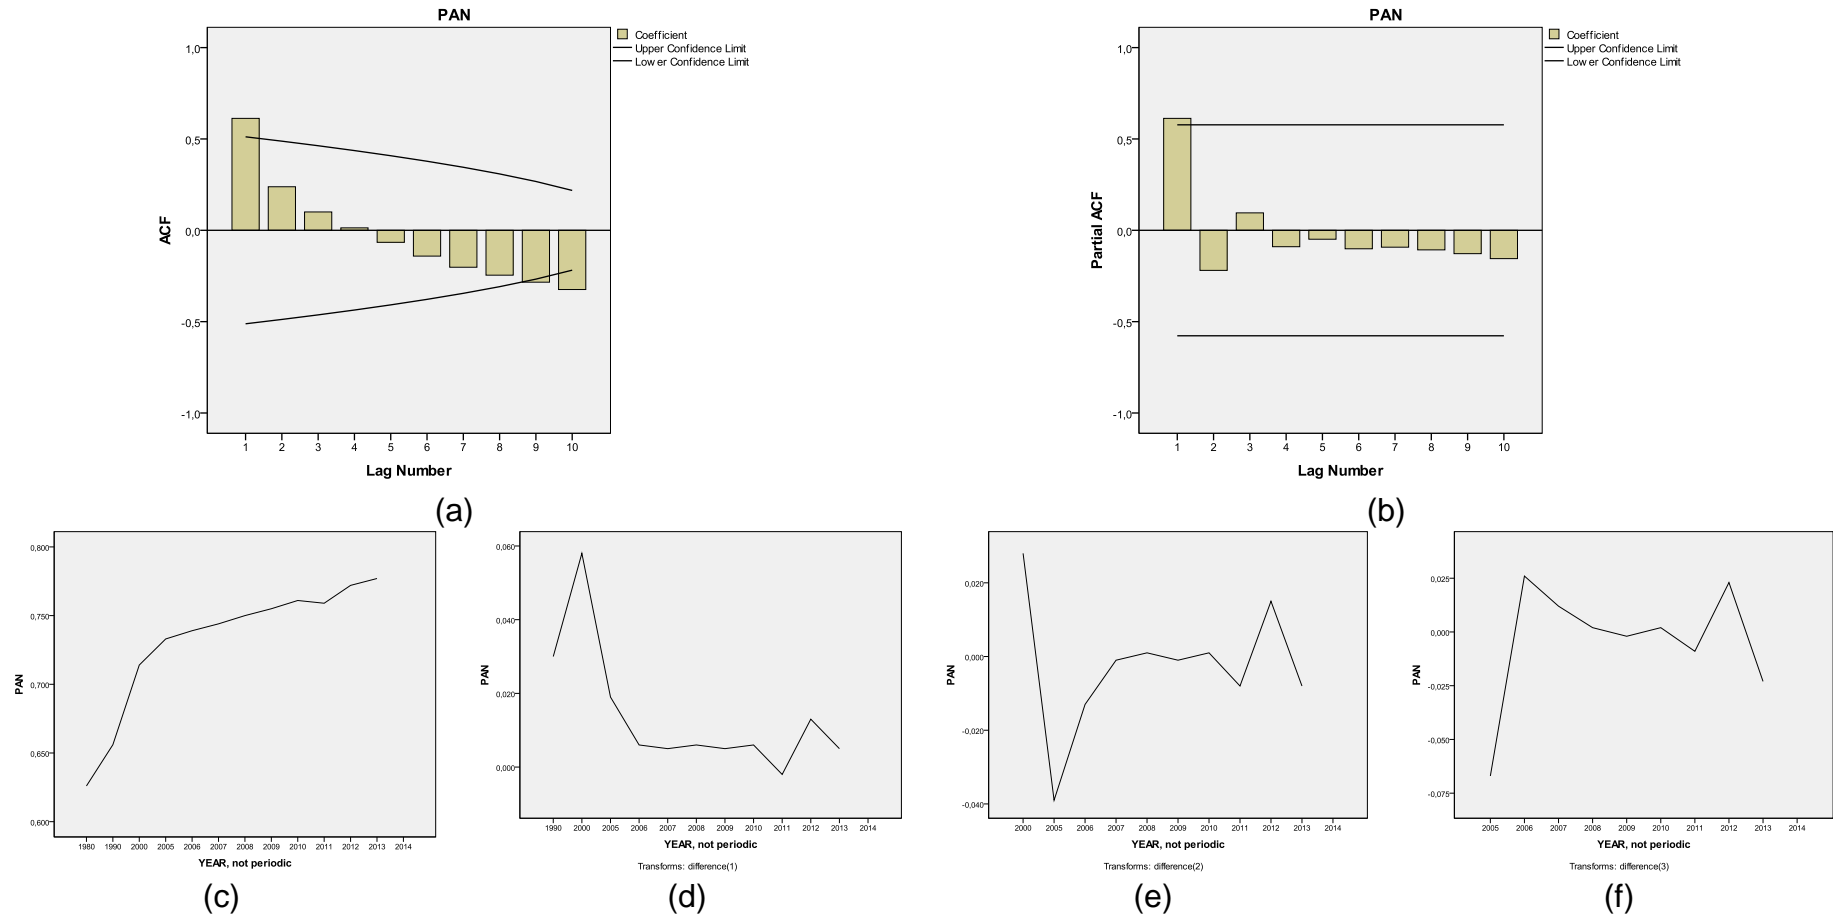 PAN
Coefficient
Upper Confidence Limit
Lower Confidence Limit
ACF
1,0
0,5
0,0
-0,5
-1,0
1 2 3 4 5 6 7 8 9 10
Lag Number
(a)
PAN
Coefficient
Upper Confidence Limit
Lower Confidence Limit
Partial ACF
1,0
0,5
0,0
-0,5
-1,0
1 2 3 4 5 6 7 8 9 10
Lag Number
(b)
PAN
0,800
0,750
0,700
0,650
0,600
1980 1990 2000 2005 2006 2007 2008 2009 2010 2011 2012 2013 2014
YEAR, not periodic
(c)
PAN
0,060
0,040
0,020
0,000
1990 2000 2005 2006 2007 2008 2009 2010 2011 2012 2013 2014
YEAR, not periodic
Transforms: difference(1)
(d)
PAN
0,020
0,000
-0,020
-0,040
2000 2005 2006 2007 2008 2009 2010 2011 2012 2013 2014
YEAR, not periodic
Transforms: difference(2)
(e)
PAN
0,025
0,000
-0,025
-0,050
-0,075
2005 2006 2007 2008 2009 2010 2011 2012 2013 2014
YEAR, not periodic
Transforms: difference(3)
(f)